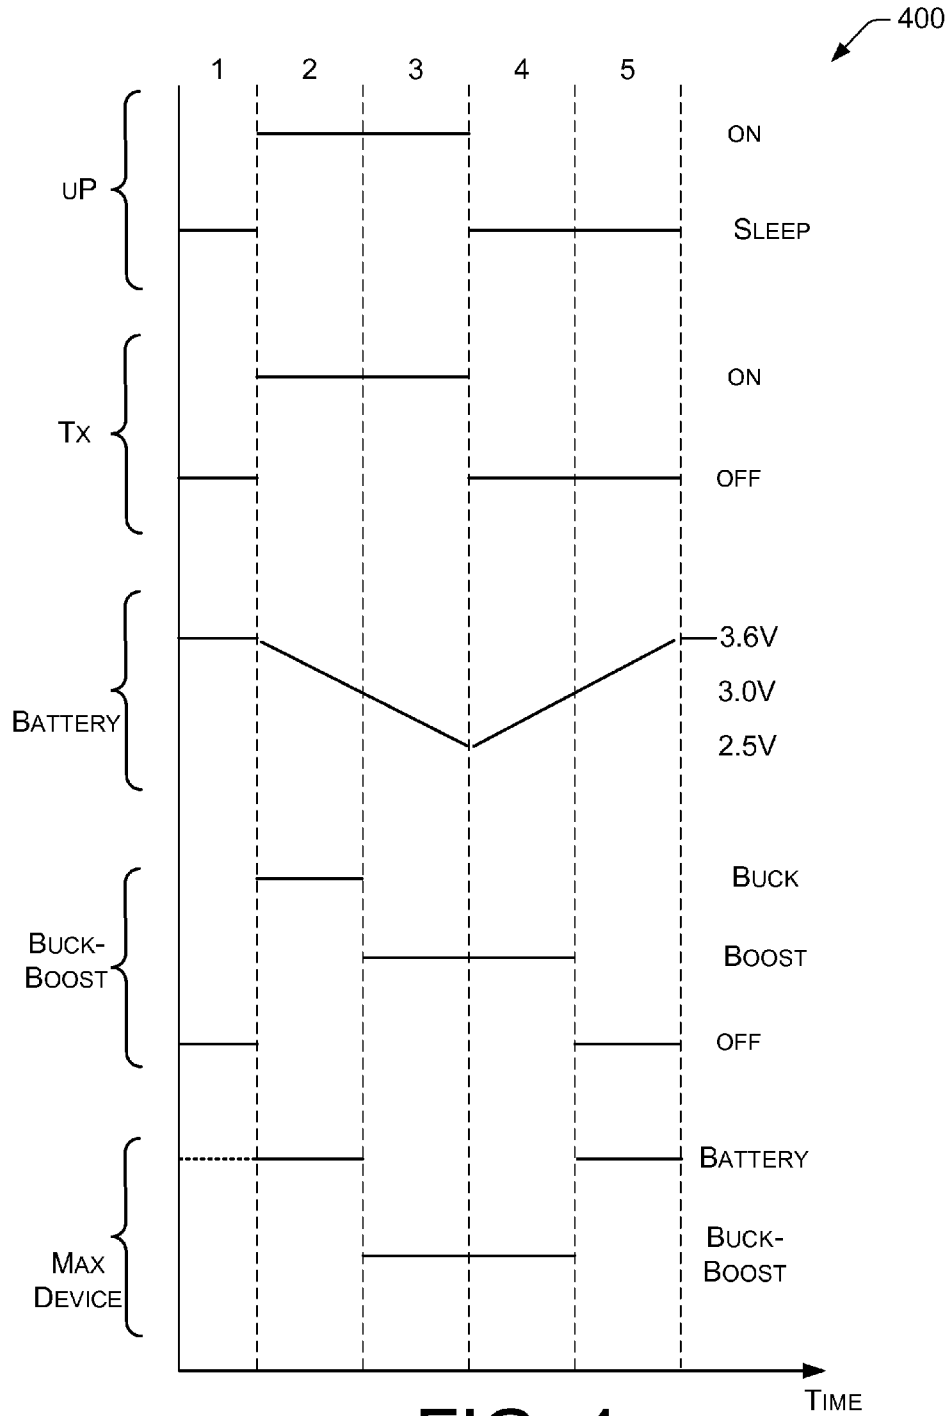 400
1 2 3 4 5
UP
ON
SLEEP
TX
ON
OFF
BATTERY
3.6V
3.0V
2.5V
BUCK-
BOOST
BUCK
BOOST
OFF
MAX
DEVICE
BATTERY
BUCK-
BOOST
TIME